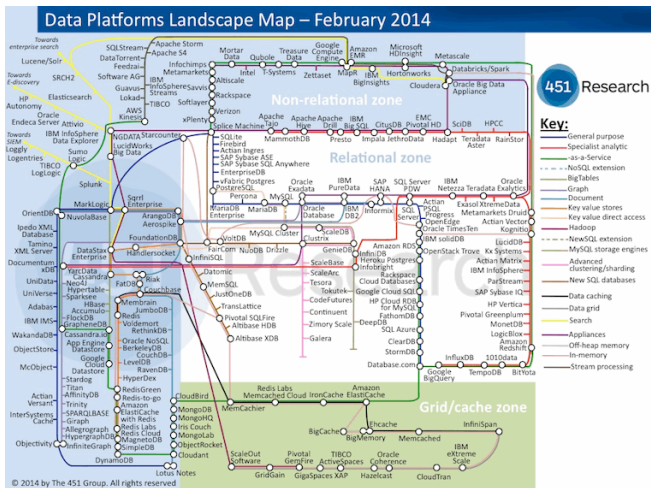 Data Platforms Landscape Map – February 2014
Towards
enterprise search
Lucene/Solr
SRCH2
Towards
E-discovery
Elasticsearch
HP
Autonomy
Oracle
Endeca Server
Attivio
IBM InfoSphere
Data Explorer
Towards
SIEM
Loggly
Logentries
Sumo
Logic
TIBCO
LogLogic
Splunk
SQLStream
DataTorrent
Feedzai
Software AG
Guavus
Lokad
AWS
Kinesis
Apache Storm
Apache S4
IBM
InfoSphere
Streams
TIBCO
Infochimps
Metamarkets
Savvis
Altiscale
Rackspace
Softlayer
Verizon
xPlenty
Mortar
Data
Qubole
Treasure
Data
Google
Compute
Engine
Amazon
EMR
Microsoft
HDInsight
Metascale
Intel
T-Systems
Zettaset
MapR
IBM
BigInsights
Hortonworks
Cloudera
Databricks/Spark
Oracle Big Data
Appliance
Non-relational zone
Splice Machine
Apache
Tajo
Apache
Hive
Apache
Drill
IBM
Big SQL
CitusDB
EMC
Pivotal HD
SciDB
HPCC
MammothDB
Presto
Impala
JethroData
Hadapt
Teradata
Aster
RainStor
Relational zone
NGDATA
LucidWorks
Big Data
Starcounter
SQLite
Firebird
Actian Ingres
SAP Sybase ASE
SAP Sybase SQL Anywhere
EnterpriseDB
vFabric Postgres
PostgreSQL
Percona
MariaDB
Enterprise
MariaDB
MySQL
Oracle
Exadata
Oracle
Database
IBM
PureData
IBM
DB2
SAP
HANA
Informix
SQL Server
PDW
SQL
Server
IBM
Netezza
Teradata
Oracle
Exalytics
Actian
PSQL
Progress
OpenEdge
Oracle TimesTen
IBM solidDB
OpenStack Trove
Exasol
XtremeData
Metamarkets Druid
Actian Vector
Kognitio
LucidDB
Kx Systems
Actian Matrix
IBM InfoSphere
ParStream
SAP Sybase IQ
HP Vertica
Pivotal Greenplum
MonetDB
LogicBlox
Amazon
Redshift
BitYota
1010data
TempoDB
InfluxDB
Google
BigQuery
OrientDB
MarkLogic
NuvolaBase
Sqrrl
Enterprise
ArangoDB
Aerospike
FoundationDB
DataStax
Enterprise
Handlersocket
VoltDB
FairCom
NuoDB
Drizzle
MySQL Cluster
ScaleDB
Clustrix
GenieDB
InfiniSQL
ScaleBase
ScaleArc
Tesora
Tokutek
CodeFutures
Continuent
Zimory Scale
Galera
InfiniDB
Infobright
DeepDB
Amazon RDS
Heroku Postgres
Rackspace
Cloud Databases
Google Cloud SQL
HP Cloud RDB
for MySQL
FathomDB
SQL Azure
ClearDB
StormDB
Database.com
Datomic
MemSQL
JustOneDB
TransLattice
Pivotal SQLFire
Altibase HDB
Altibase XDB
Ipedo XML
Database
Tamino
XML Server
Documentum
xDB
UniData
UniVerse
Adabas
IBM IMS
WakandaDB
ObjectStore
McObject
Actian
Versant
InterSystems
Cache
Objectivity
YarcData
Neo4J
Cassandra
Hypertable
Sparksee
HBase
Accumulo
FlockDB
GrapheneDB
Cassandra.io
App Engine
Datastore
Google
Cloud
Datastore
Stardog
Titan
AffinityDB
Trinity
SPARQLBASE
Giraph
Allegrograph
HypergraphDB
InfiniteGraph
FatDB
Riak
Couchbase
Membrain
JumboDB
Redis
Voldemort
RethinkDB
Oracle NoSQL
BerkeleyDB
CouchDB
LevelDB
RavenDB
HyperDex
RedisGreen
Redis-to-go
Amazon
ElastiCache
with Redis
Redis Labs
Redis Cloud
MagnetoDB
SimpleDB
DynamoDB
CloudBird
MongoDB
MongoHQ
Iris Couch
MongoLab
ObjectRocket
Cloudant
Lotus Notes
Redis Labs
Memcached Cloud
IronCache
Amazon
ElastiCache
MemCachier
Grid/cache zone
BigCache
Ehcache
BigMemory
Memcached
InfiniSpan
ScaleOut
Software
GridGain
Pivotal
GemFire
GigaSpaces XAP
TIBCO
ActiveSpaces
Hazelcast
Oracle
Coherence
CloudTran
IBM
eXtreme
Scale
451 Research
Key:
General purpose
Specialist analytic
-as-a-Service
-NoSQL extension
BigTables
Graph
Document
Key value stores
Key value direct access
Hadoop
-NewSQL extension
MySQL storage engines
Advanced
clustering/sharding
New SQL databases
Data caching
Data grid
Search
Appliances
Off-heap memory
In-memory
Stream processing
© 2014 by The 451 Group. All rights reserved